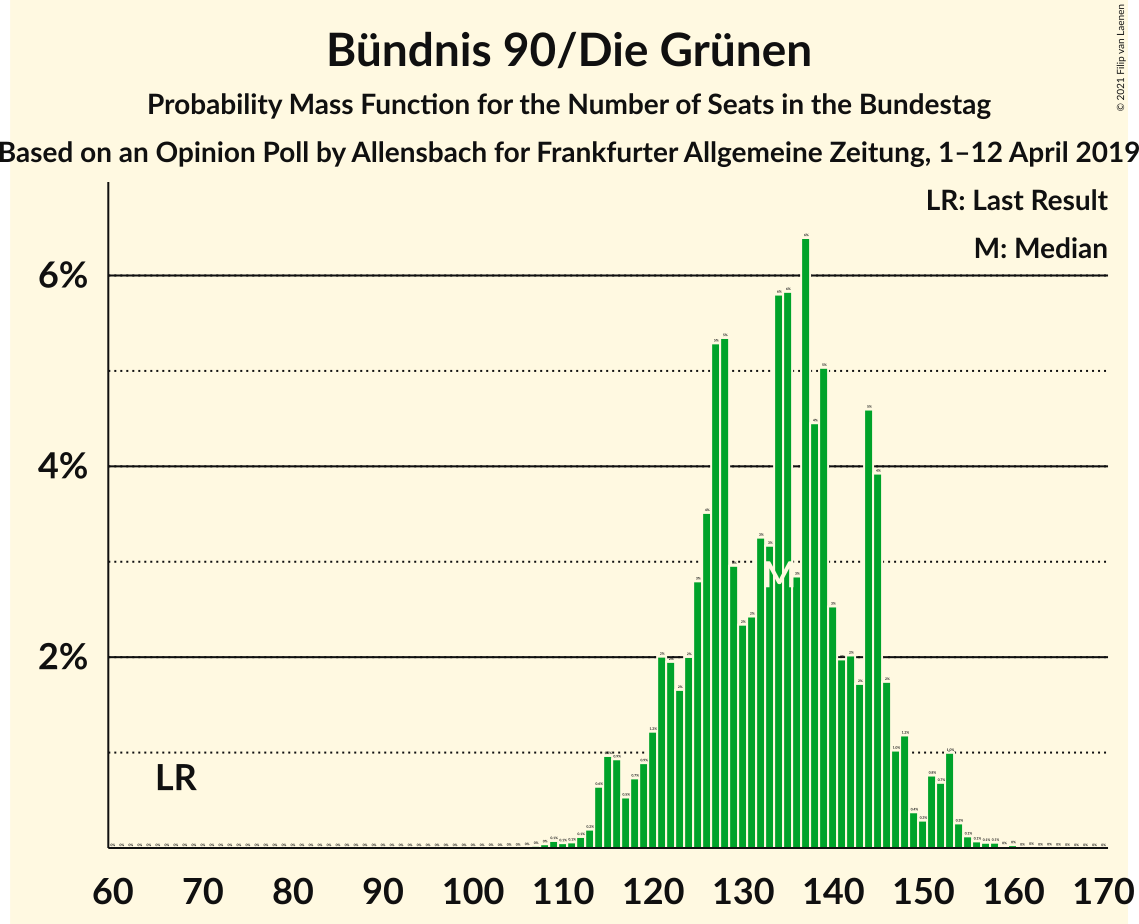 Bündnis 90/Die Grünen
Probability Mass Function for the Number of Seats in the Bundestag
Based on an Opinion Poll by Allensbach for Frankfurter Allgemeine Zeitung, 1–12 April 2019
© 2021 Filip van Laenen
LR: Last Result
M: Median
6%
4%
2%
LR
M
60 70 80 90 100 110 120 130 140 150 160 170